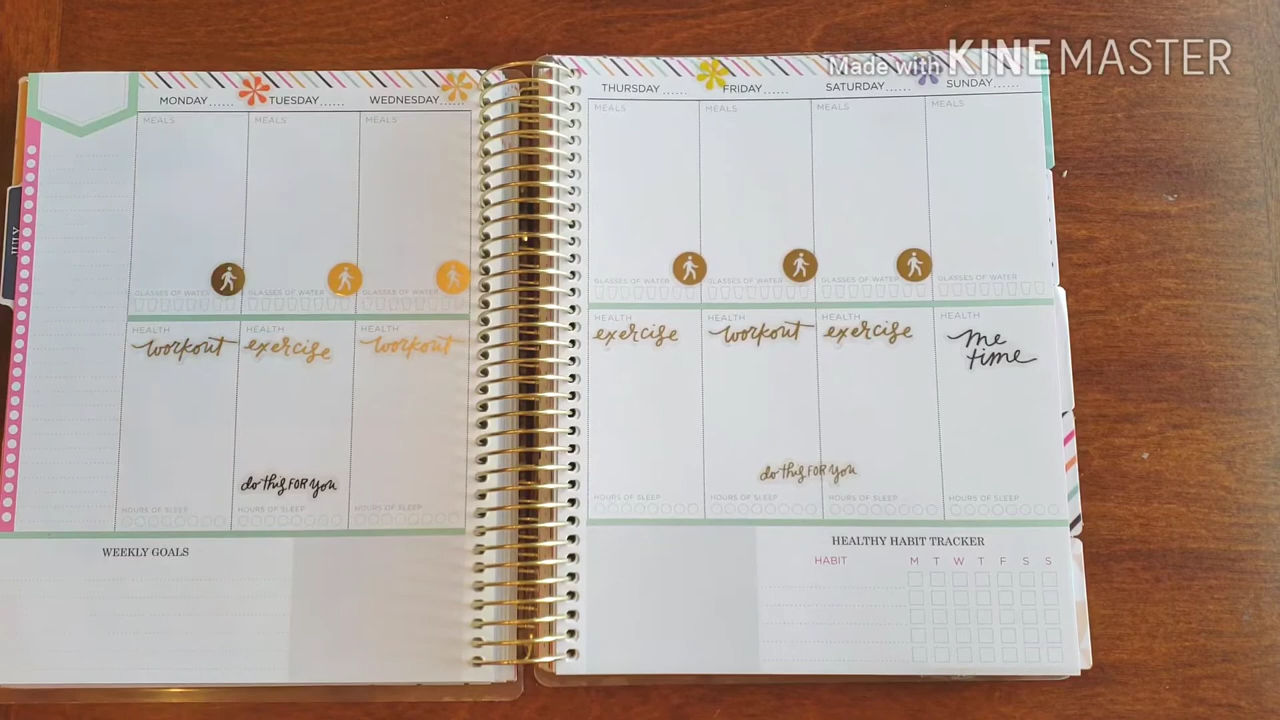 Made with KINEMASTER
MONDAY...... TUESDAY...... WEDNESDAY......
THURSDAY...... FRIDAY...... SATURDAY...... SUNDAY......
MEALS MEALS MEALS
MEALS MEALS MEALS MEALS
JULY
GLASSES OF WATER GLASSES OF WATER GLASSES OF WATER
GLASSES OF WATER GLASSES OF WATER GLASSES OF WATER GLASSES OF WATER
HEALTH HEALTH HEALTH
HEALTH HEALTH HEALTH HEALTH
workout exercise workout
exercise workout exercise me
time
do this FOR you
do this FOR you
HOURS OF SLEEP HOURS OF SLEEP HOURS OF SLEEP
HOURS OF SLEEP HOURS OF SLEEP HOURS OF SLEEP HOURS OF SLEEP
WEEKLY GOALS
HEALTHY HABIT TRACKER
HABIT M T W T F S S